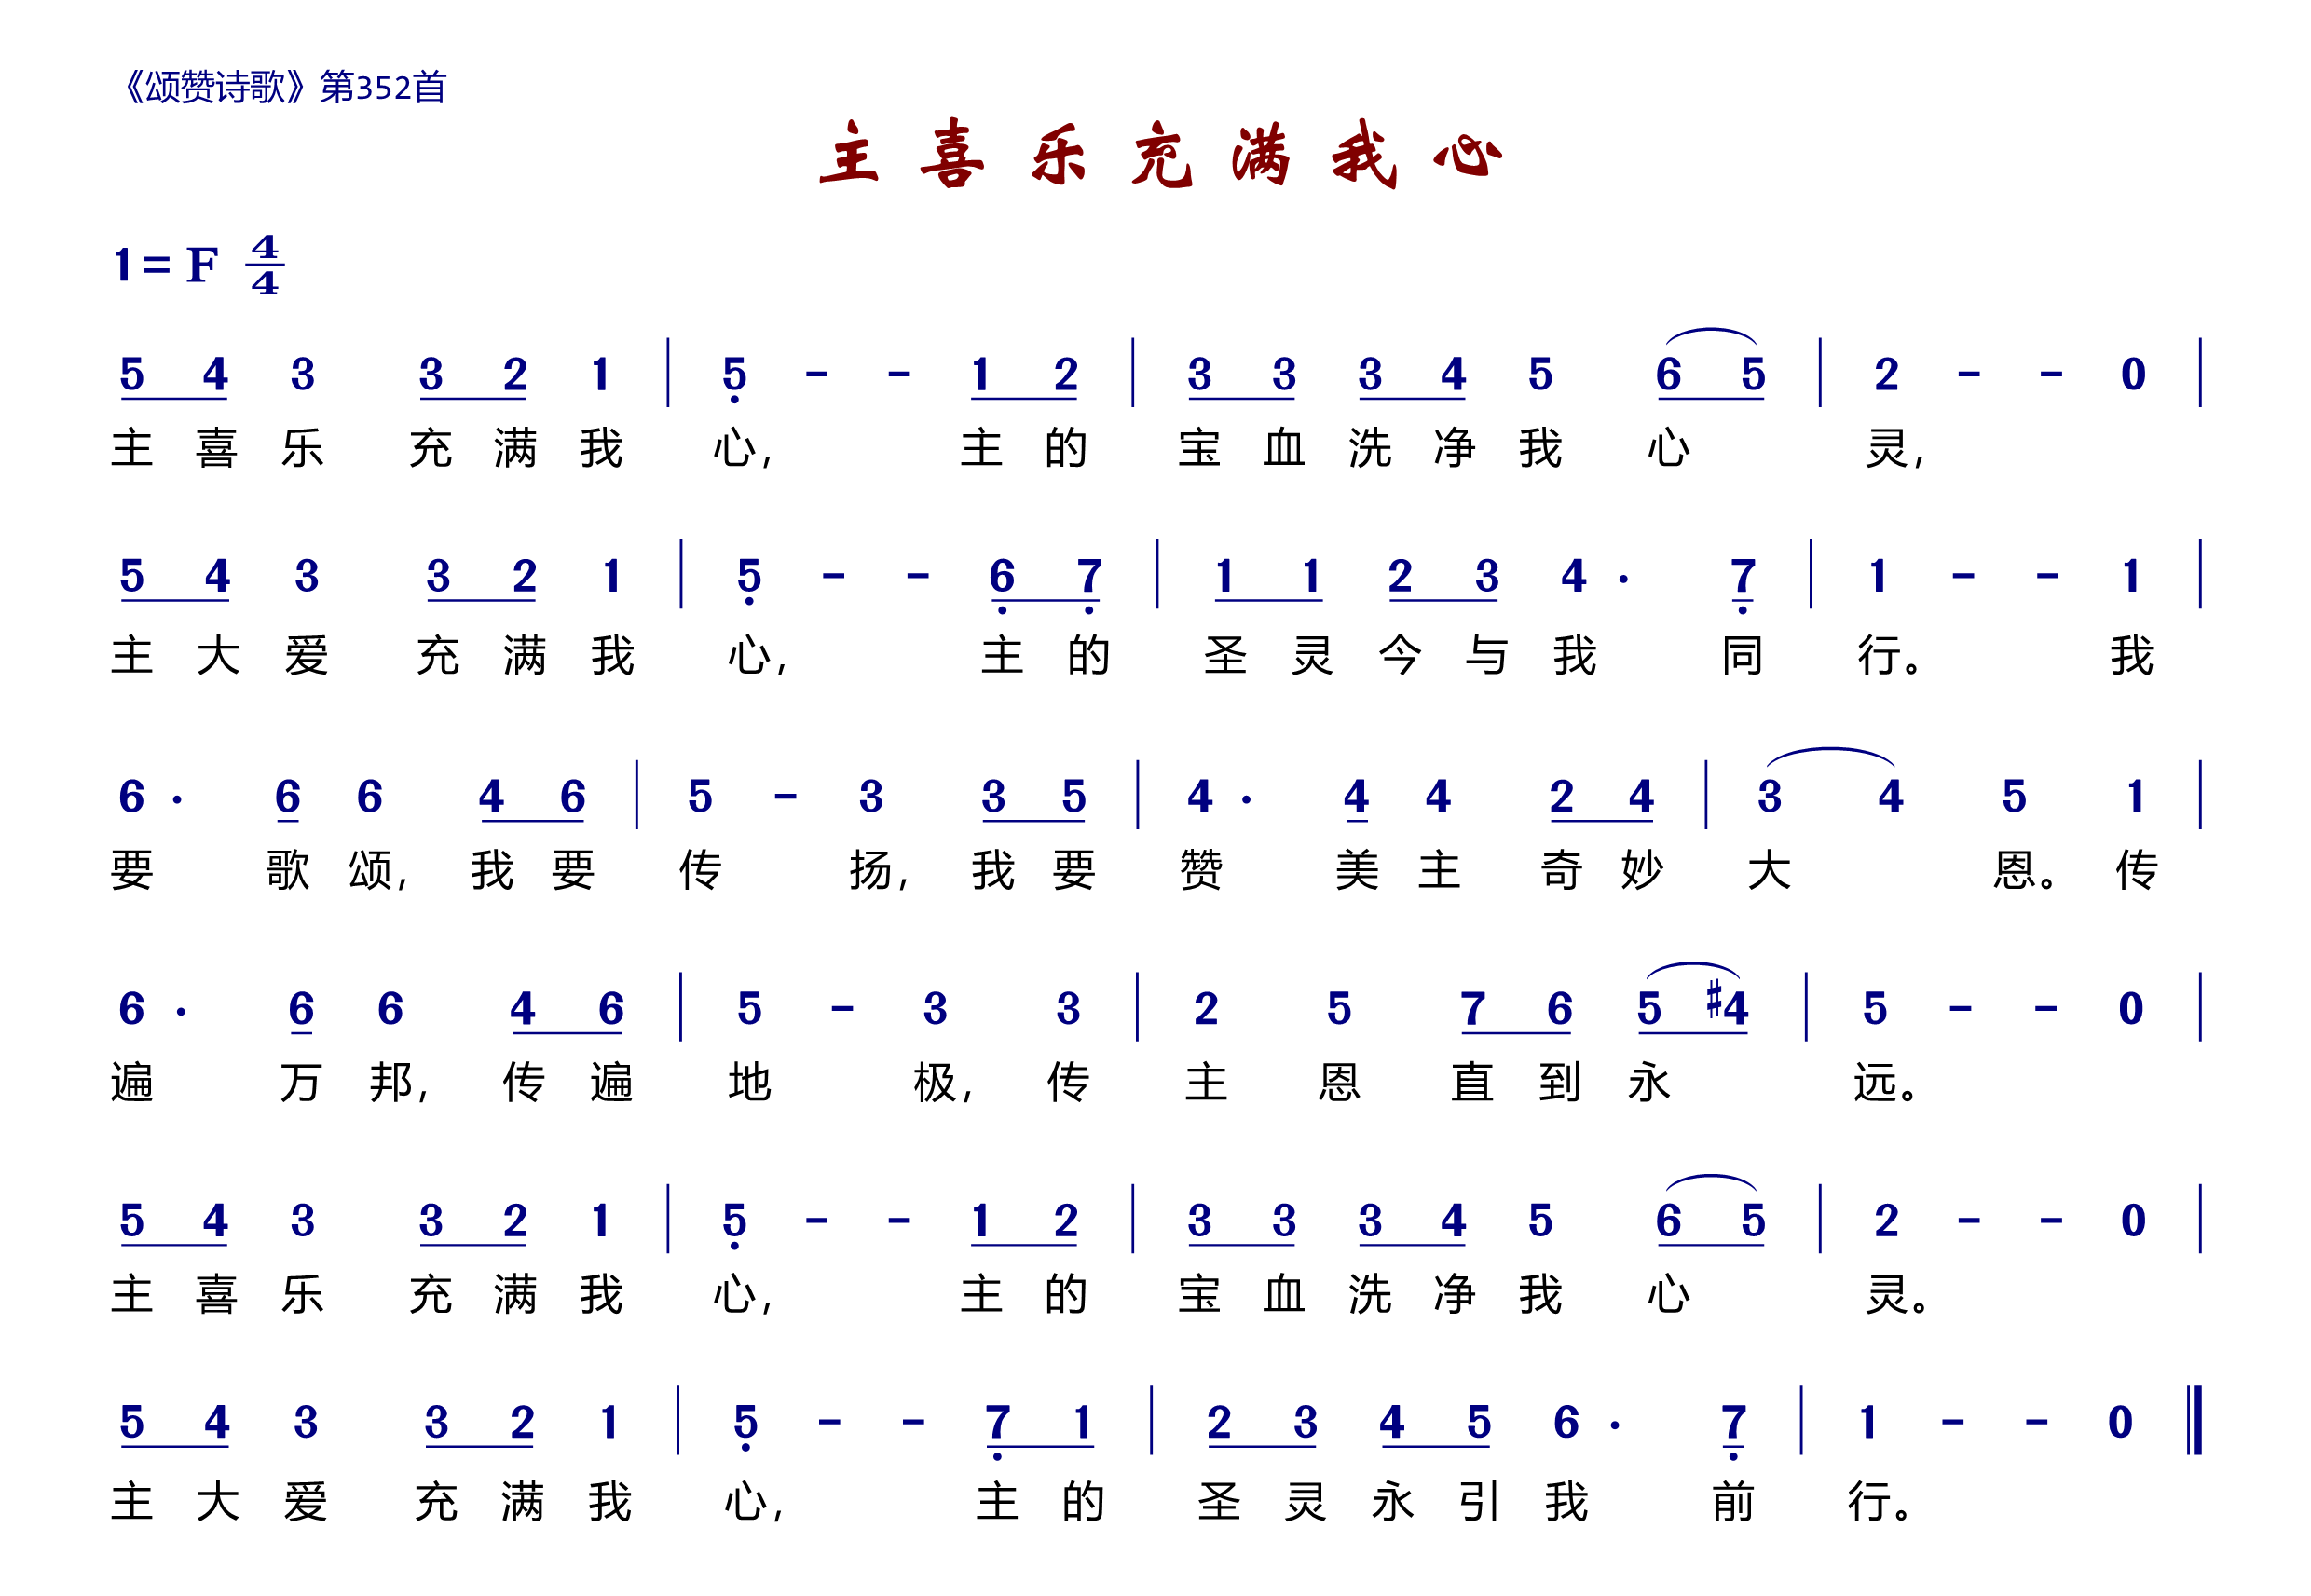 《颂赞诗歌》第352首
主喜乐充满我心
1=F 4/4
5 4 3 3 2 1 | 5̣ - - 1 2 | 3 3 3 4 5 6 5 | 2 - - 0 |
主喜乐 充满我 心, 主的 宝血洗净我 心 灵,
5 4 3 3 2 1 | 5̣ - - 6̣ 7̣ | 1 1 2 3 4 · 7̣ | 1 - - 1 |
主大爱 充满我 心, 主的 圣灵今与我 同 行。 我
6 · 6 6 4 6 | 5 - 3 3 5 | 4 · 4 4 2 4 | 3 4 5 1 |
要 歌颂,我要 传 扬,我要 赞 美主 奇妙 大 恩。传
6 · 6 6 4 6 | 5 - 3 3 | 2 5 7 6 5 #4 | 5 - - 0 |
遍 万邦, 传遍 地 极, 传 主 恩 直到永 远。
5 4 3 3 2 1 | 5̣ - - 1 2 | 3 3 3 4 5 6 5 | 2 - - 0 |
主喜乐 充满我 心, 主的 宝血洗净我 心 灵。
5 4 3 3 2 1 | 5̣ - - 7̣ 1 | 2 3 4 5 6 · 7̣ | 1 - - 0 ‖
主大爱 充满我 心, 主的 圣灵永引我 前 行。